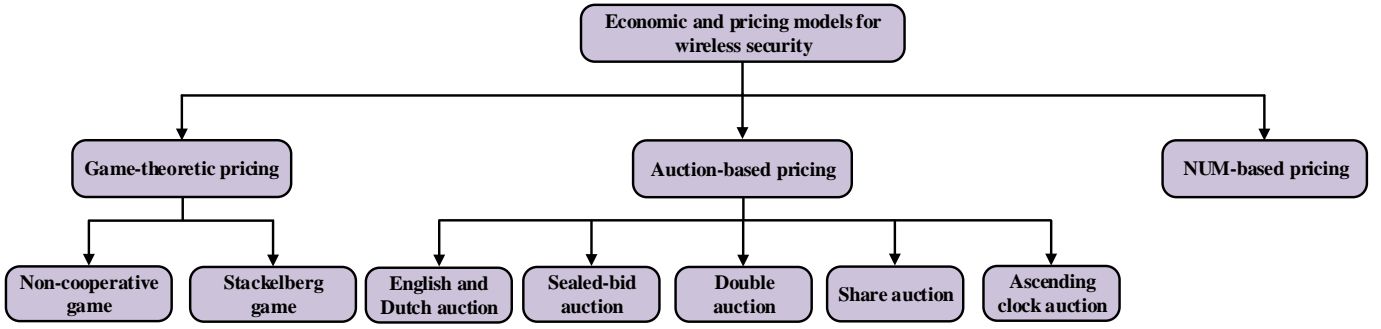 Economic and pricing models for
wireless security
Game-theoretic pricing
Auction-based pricing
NUM-based pricing
Non-cooperative
game
Stackelberg
game
English and
Dutch auction
Sealed-bid
auction
Double
auction
Share auction
Ascending
clock auction